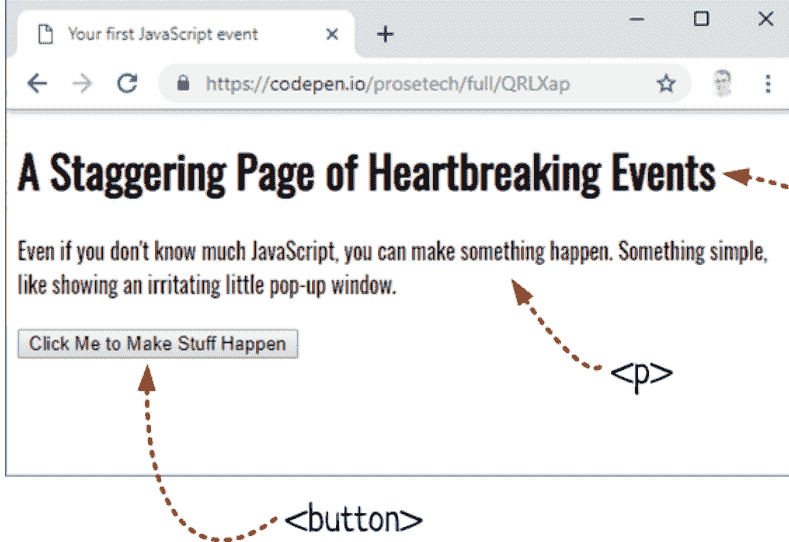 Your first JavaScript event
https://codepen.io/prosetech/full/QRLXap
A Staggering Page of Heartbreaking Events
Even if you don't know much JavaScript, you can make something happen. Something simple,
like showing an irritating little pop-up window.
Click Me to Make Stuff Happen
<p>
<button>